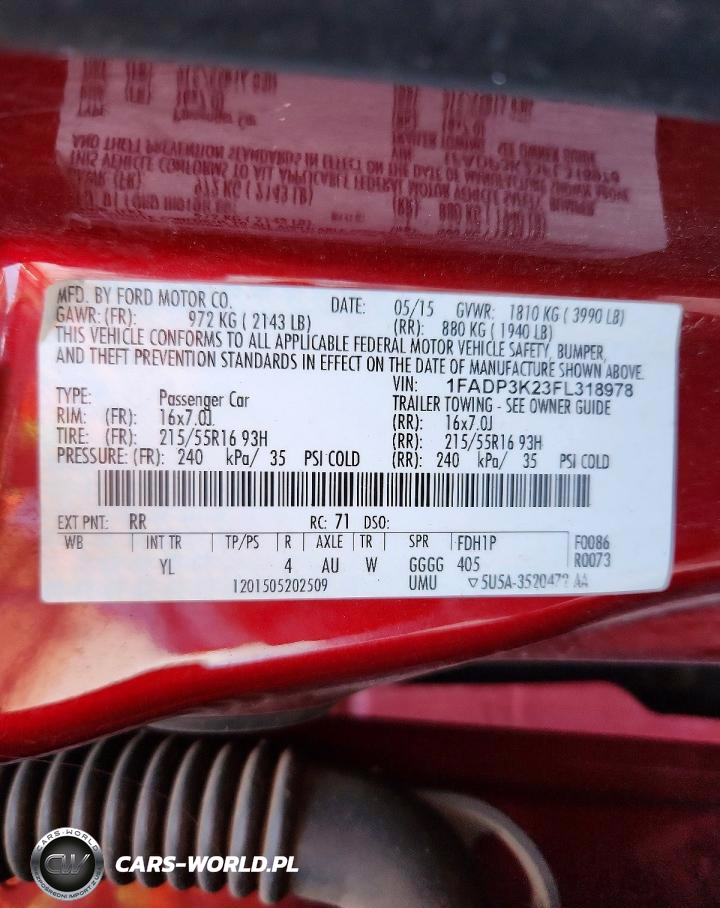 MFD. BY FORD MOTOR CO. DATE: 05/15 GVWR: 1810 KG ( 3990 LB)
GAWR: (FR): 972 KG ( 2143 LB) (RR): 880 KG ( 1940 LB)
THIS VEHICLE CONFORMS TO ALL APPLICABLE FEDERAL MOTOR VEHICLE SAFETY, BUMPER,
AND THEFT PREVENTION STANDARDS IN EFFECT ON THE DATE OF MANUFACTURE SHOWN ABOVE.
VIN: 1FADP3K23FL318978
TYPE: Passenger Car TRAILER TOWING - SEE OWNER GUIDE
RIM: (FR): 16x7.0J (RR): 16x7.0J
TIRE: (FR): 215/55R16 93H (RR): 215/55R16 93H
PRESSURE: (FR): 240 kPa/ 35 PSI COLD (RR): 240 kPa/ 35 PSI COLD
EXT PNT: RR RC: 71 DSO:
WB INT TR TP/PS R AXLE TR SPR FDH1P F0086
R0073
YL 4 AU W GGGG 405
1201505202509 UMU ▽5U5A-3520472 AA
CARS-WORLD
CW
CARS-WORLD.PL